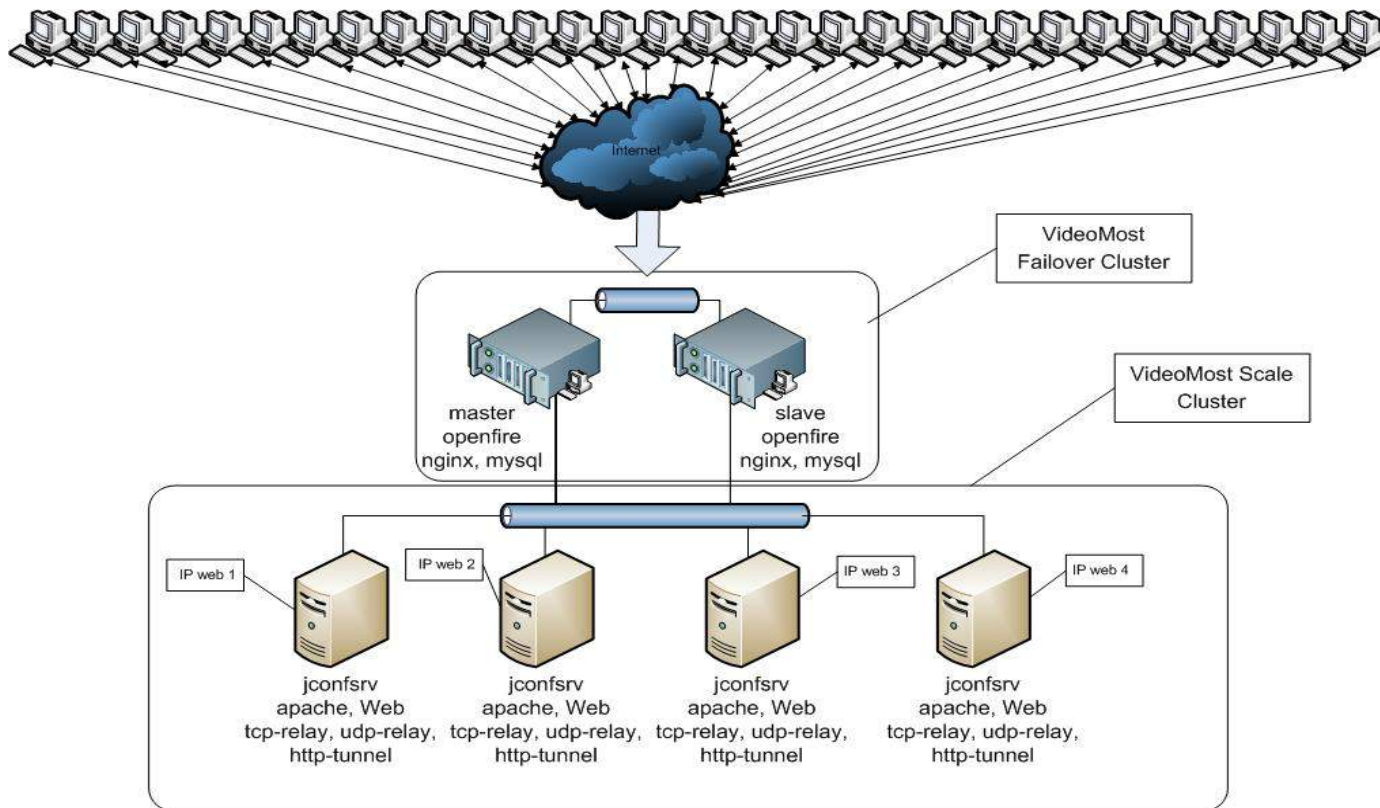 Internet
VideoMost
Failover Cluster
master
openfire
nginx, mysql
slave
openfire
nginx, mysql
VideoMost Scale
Cluster
IP web 1
IP web 2
IP web 3
IP web 4
jconfsrv
apache, Web
tcp-relay, udp-relay,
http-tunnel
jconfsrv
apache, Web
tcp-relay, udp-relay,
http-tunnel
jconfsrv
apache, Web
tcp-relay, udp-relay,
http-tunnel
jconfsrv
apache, Web
tcp-relay, udp-relay,
http-tunnel